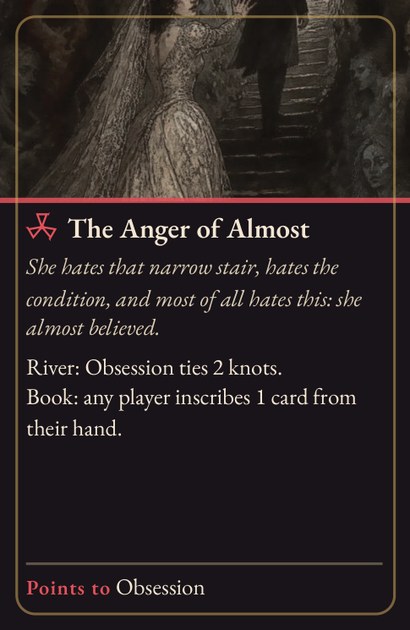 The Anger of Almost
She hates that narrow stair, hates the
condition, and most of all hates this: she
almost believed.
River: Obsession ties 2 knots.
Book: any player inscribes 1 card from
their hand.
Points to Obsession